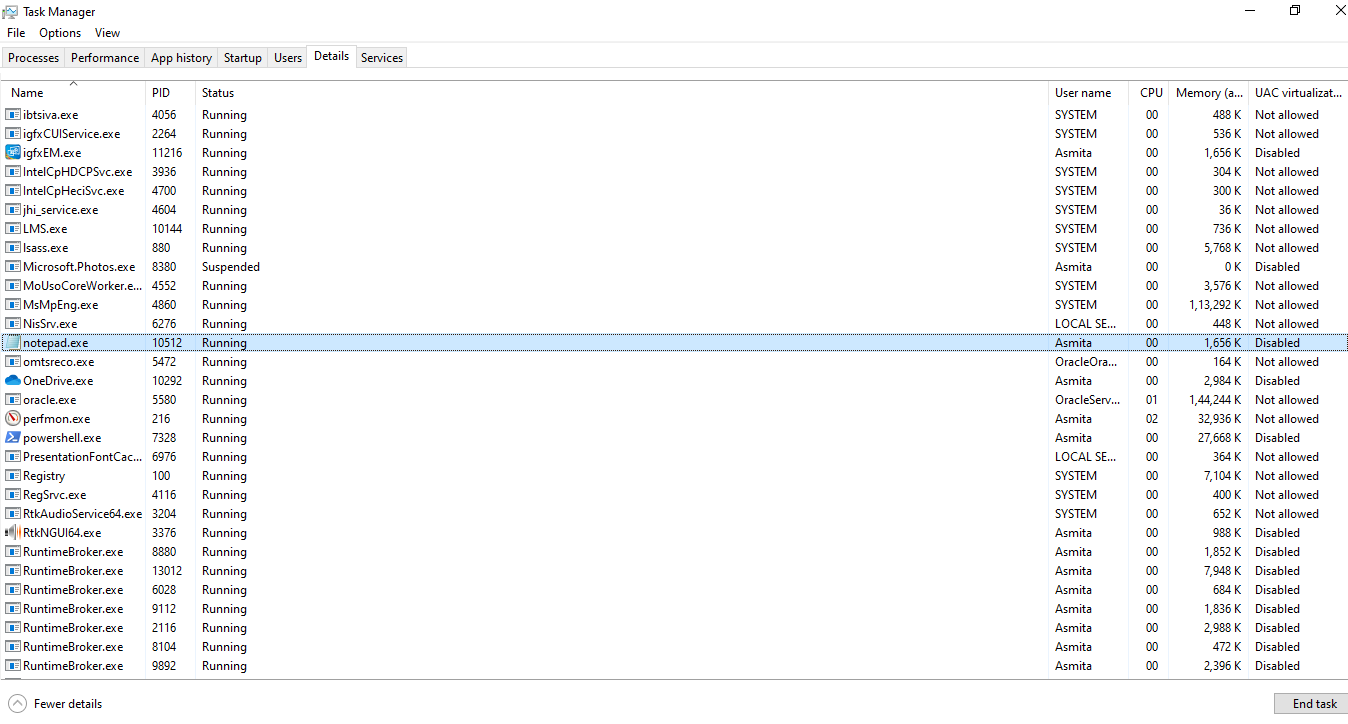 Task Manager
File Options View
Processes Performance App history Startup Users Details Services
Name PID Status User name CPU Memory (a... UAC virtualizat...
ibtsiva.exe 4056 Running SYSTEM 00 488 K Not allowed
igfxCUIService.exe 2264 Running SYSTEM 00 536 K Not allowed
igfxEM.exe 11216 Running Asmita 00 1,656 K Disabled
IntelCpHDCPSvc.exe 3936 Running SYSTEM 00 304 K Not allowed
IntelCpHeciSvc.exe 4700 Running SYSTEM 00 300 K Not allowed
jhi_service.exe 4604 Running SYSTEM 00 36 K Not allowed
LMS.exe 10144 Running SYSTEM 00 736 K Not allowed
lsass.exe 880 Running SYSTEM 00 5,768 K Not allowed
Microsoft.Photos.exe 8380 Suspended Asmita 00 0 K Disabled
MoUsoCoreWorker.e... 4552 Running SYSTEM 00 3,576 K Not allowed
MsMpEng.exe 4860 Running SYSTEM 00 1,13,292 K Not allowed
NisSrv.exe 6276 Running LOCAL SE... 00 448 K Not allowed
notepad.exe 10512 Running Asmita 00 1,656 K Disabled
omtsreco.exe 5472 Running OracleOra... 00 164 K Not allowed
OneDrive.exe 10292 Running Asmita 00 2,984 K Disabled
oracle.exe 5580 Running OracleServ... 01 1,44,244 K Not allowed
perfmon.exe 216 Running Asmita 02 32,936 K Not allowed
powershell.exe 7328 Running Asmita 00 27,668 K Disabled
PresentationFontCac... 6976 Running LOCAL SE... 00 364 K Not allowed
Registry 100 Running SYSTEM 00 7,104 K Not allowed
RegSrvc.exe 4116 Running SYSTEM 00 400 K Not allowed
RtkAudioService64.exe 3204 Running SYSTEM 00 652 K Not allowed
RtkNGUI64.exe 3376 Running Asmita 00 988 K Disabled
RuntimeBroker.exe 8880 Running Asmita 00 1,852 K Disabled
RuntimeBroker.exe 13012 Running Asmita 00 7,948 K Disabled
RuntimeBroker.exe 6028 Running Asmita 00 684 K Disabled
RuntimeBroker.exe 9112 Running Asmita 00 1,836 K Disabled
RuntimeBroker.exe 2116 Running Asmita 00 2,988 K Disabled
RuntimeBroker.exe 8104 Running Asmita 00 472 K Disabled
RuntimeBroker.exe 9892 Running Asmita 00 2,396 K Disabled
Fewer details End task